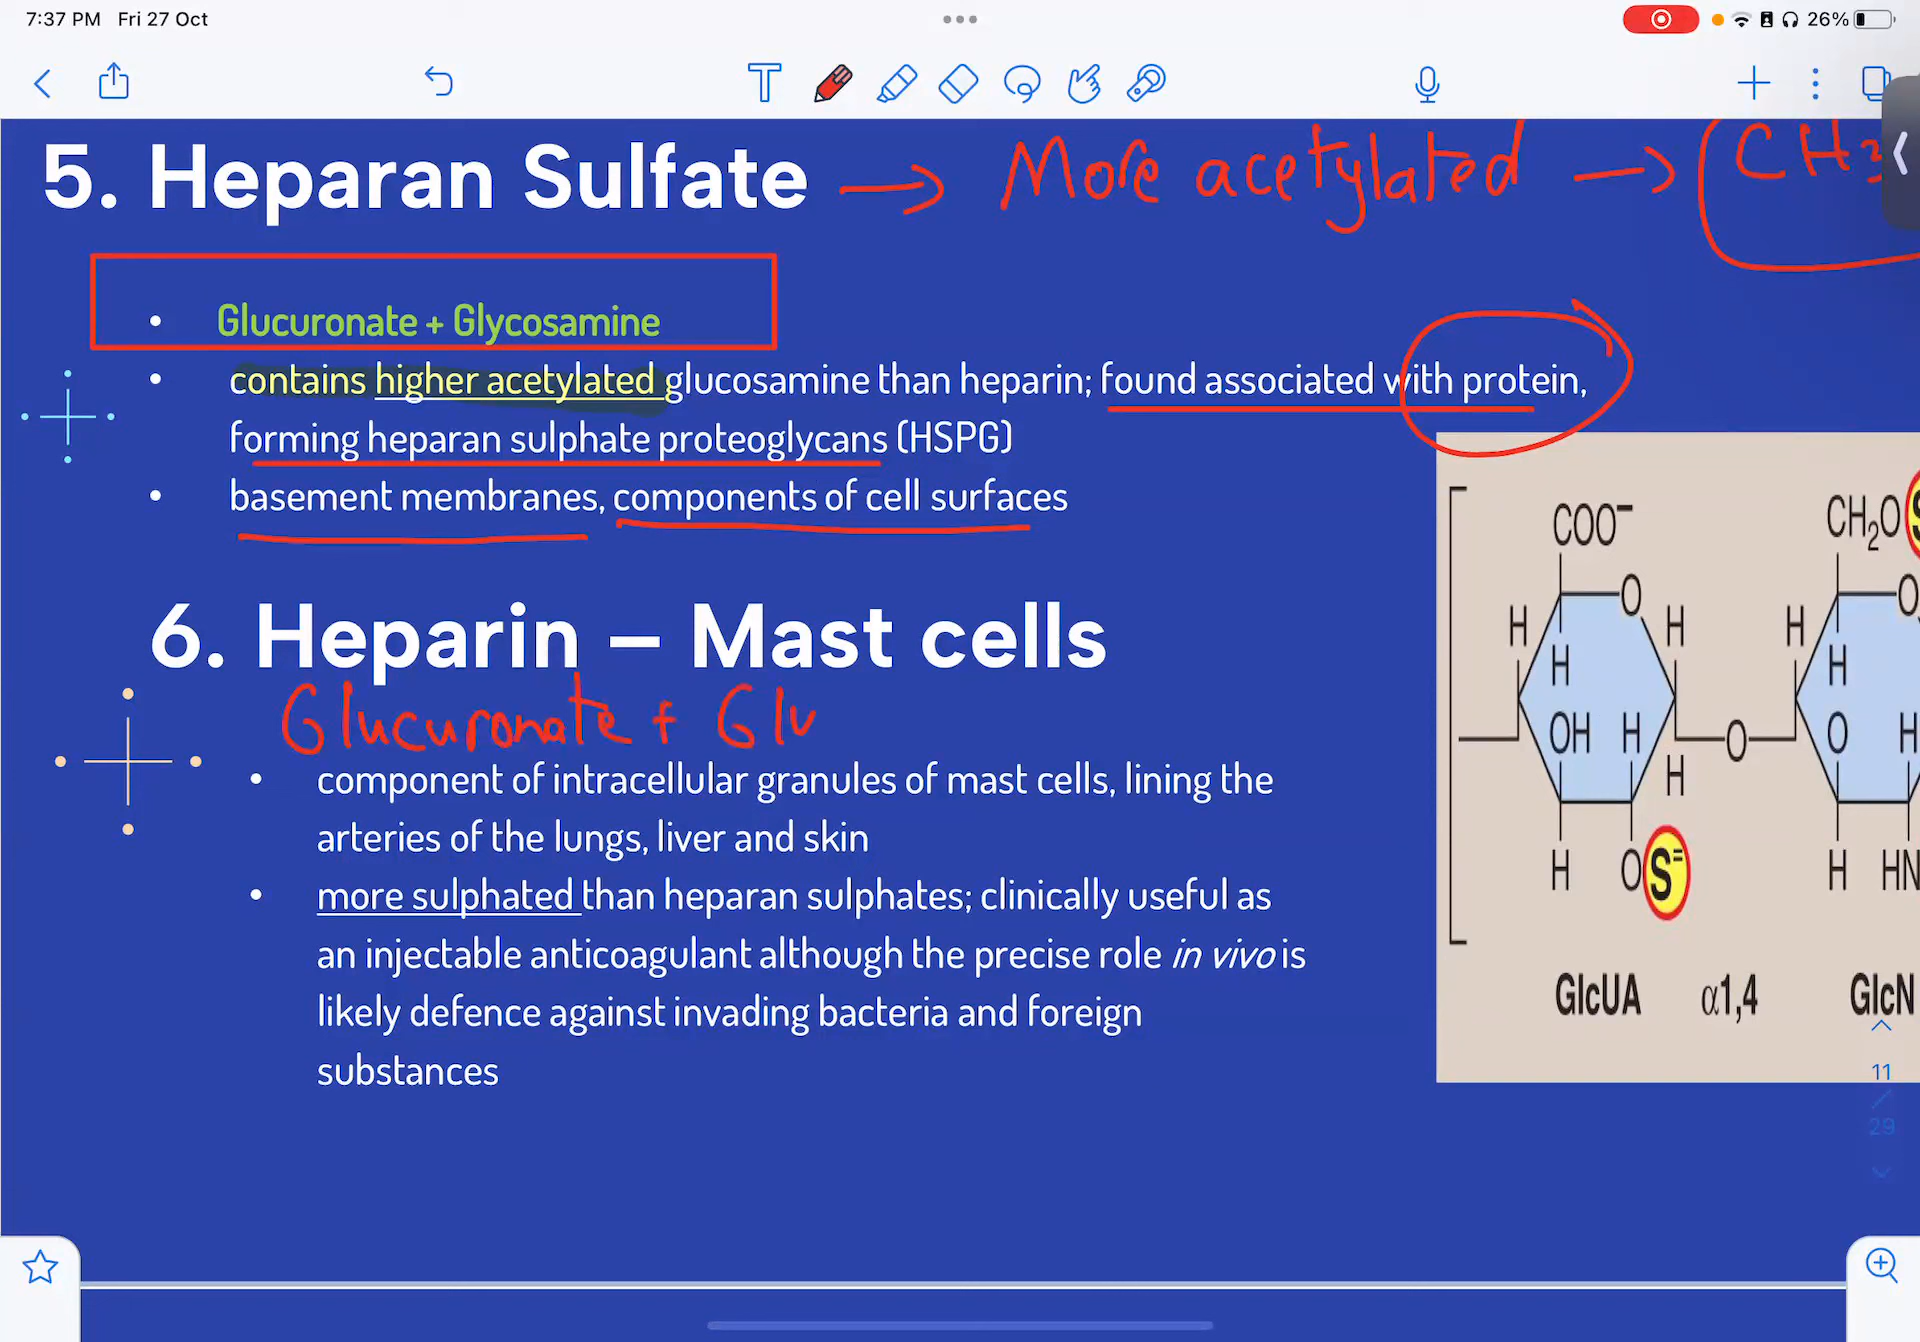 7:37 PM Fri 27 Oct
26%
5. Heparan Sulfate → More acetylated → CH3
• Glucuronate + Glycosamine
• contains higher acetylated glucosamine than heparin; found associated with protein,
forming heparan sulphate proteoglycans (HSPG)
• basement membranes, components of cell surfaces
6. Heparin – Mast cells
Glucuronate + Glu
• component of intracellular granules of mast cells, lining the
arteries of the lungs, liver and skin
• more sulphated than heparan sulphates; clinically useful as
an injectable anticoagulant although the precise role in vivo is
likely defence against invading bacteria and foreign
substances
COO⁻ CH₂O S
O O
H H H
H H
OH H O O H
H
H O S⁼ H HN
GlcUA α1,4 GlcN
11
/
29